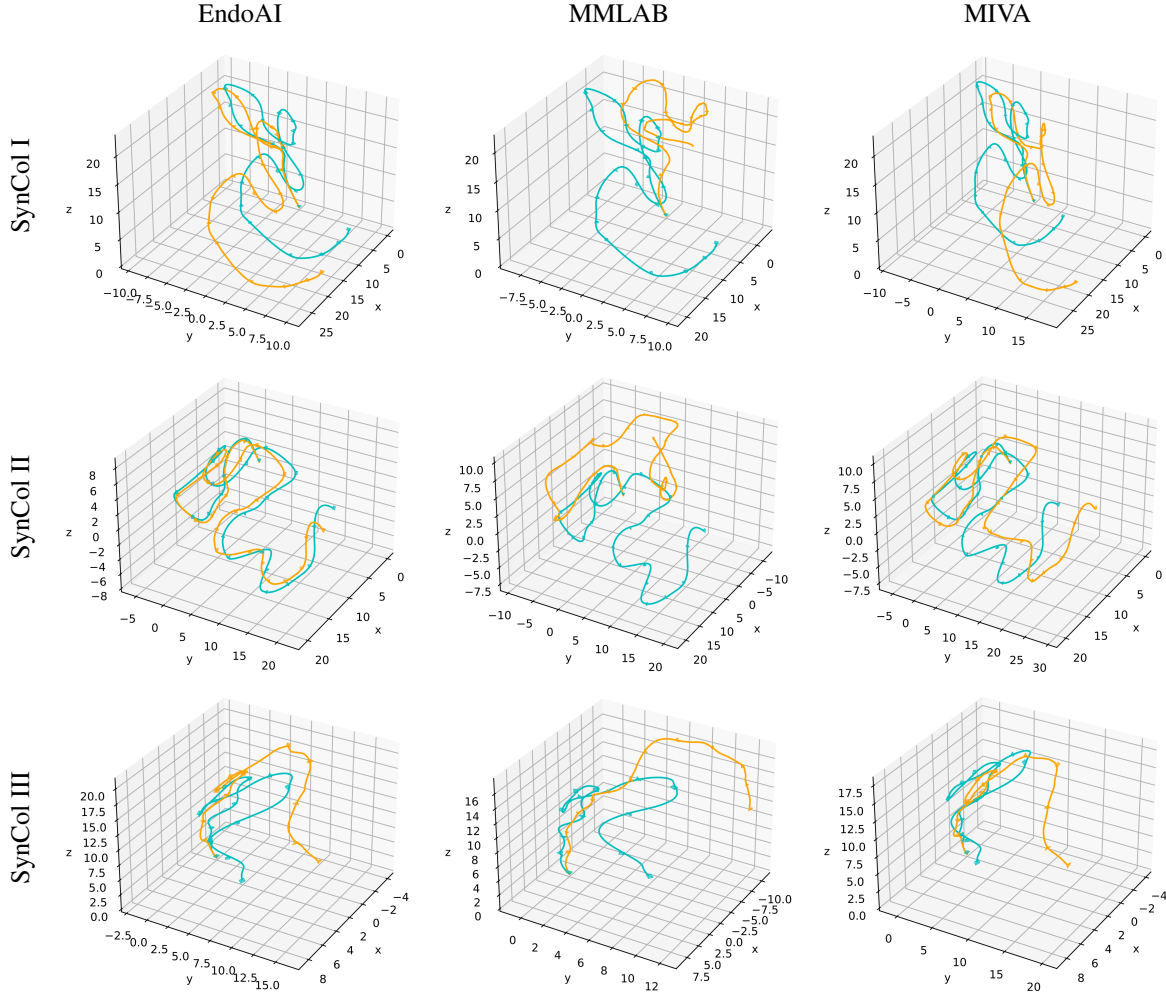 EndoAI MMLAB MIVA
SynCol I
z
20
15
10
5
0
−10.0 −7.5 −5.0 −2.5 0.0 2.5 5.0 7.5 10.0
y
0 5 10 15 20 25
x
z
20
15
10
5
0
−7.5 −5.0 −2.5 0.0 2.5 5.0 7.5 10.0
y
0 5 10 15 20
x
z
20
15
10
5
0
−10 −5 0 5 10 15
y
0 5 10 15 20 25
x
SynCol II
z
8
6
4
2
0
−2
−4
−6
−8
−5 0 5 10 15 20
y
0 5 10 15 20
x
z
10.0
7.5
5.0
2.5
0.0
−2.5
−5.0
−7.5
−10 −5 0 5 10 15 20
y
−10 −5 0 5 10 15 20
x
z
10.0
7.5
5.0
2.5
0.0
−2.5
−5.0
−7.5
−5 0 5 10 15 20 25 30
y
0 5 10 15 20
x
SynCol III
z
20.0
17.5
15.0
12.5
10.0
7.5
5.0
2.5
0.0
−2.5 0.0 2.5 5.0 7.5 10.0 12.5 15.0
y
−4 −2 0 2 4 6 8
x
z
16
14
12
10
8
6
4
2
0
0 2 4 6 8 10 12
y
−10.0 −7.5 −5.0 −2.5 0.0 2.5 5.0 7.5
x
z
17.5
15.0
12.5
10.0
7.5
5.0
2.5
0.0
0 5 10 15 20
y
−4 −2 0 2 4 6 8
x